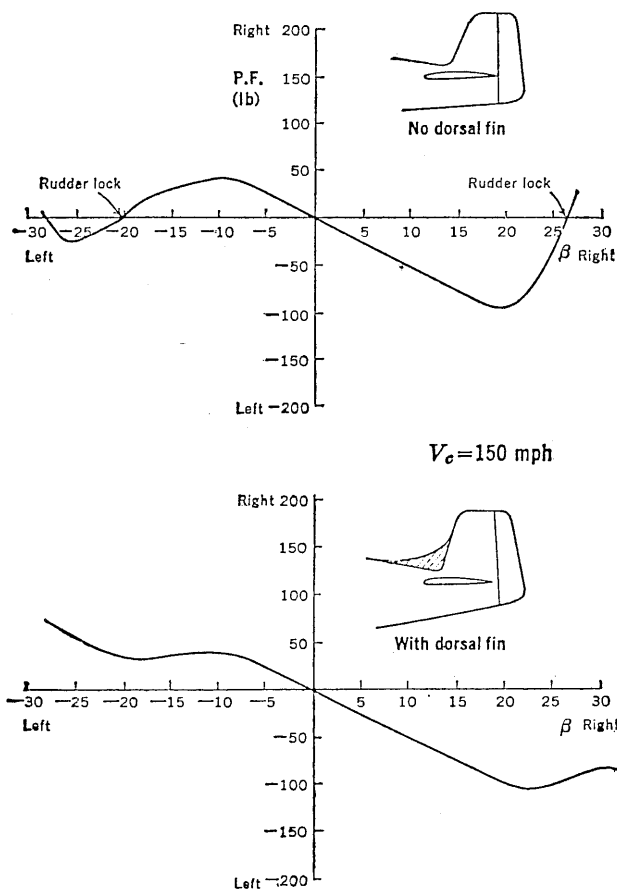 Right 200
P.F.
(lb)
150
100
50
No dorsal fin
Rudder lock
Rudder lock
−30 −25 −20 −15 −10 −5
5 10 15 20 25 30
Left
β Right
−50
−100
−150
Left −200
Vc=150 mph
Right 200
150
100
50
With dorsal fin
−30 −25 −20 −15 −10 −5
5 10 15 20 25 30
Left
β Right
−50
−100
−150
Left −200